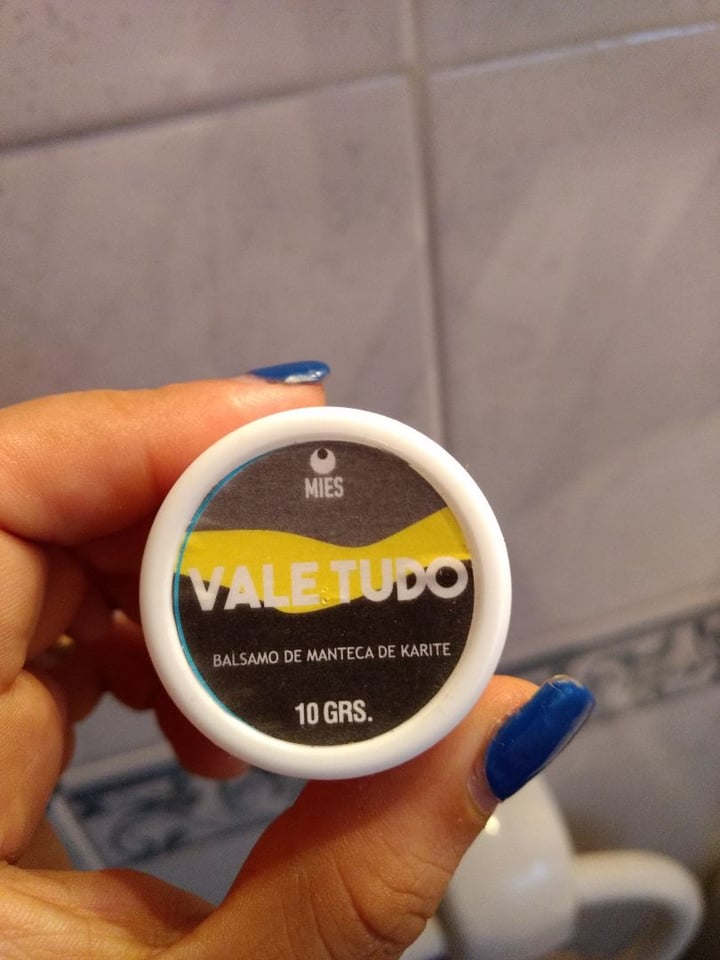 MIES
VALE TUDO
BALSAMO DE MANTECA DE KARITE
10 GRS.